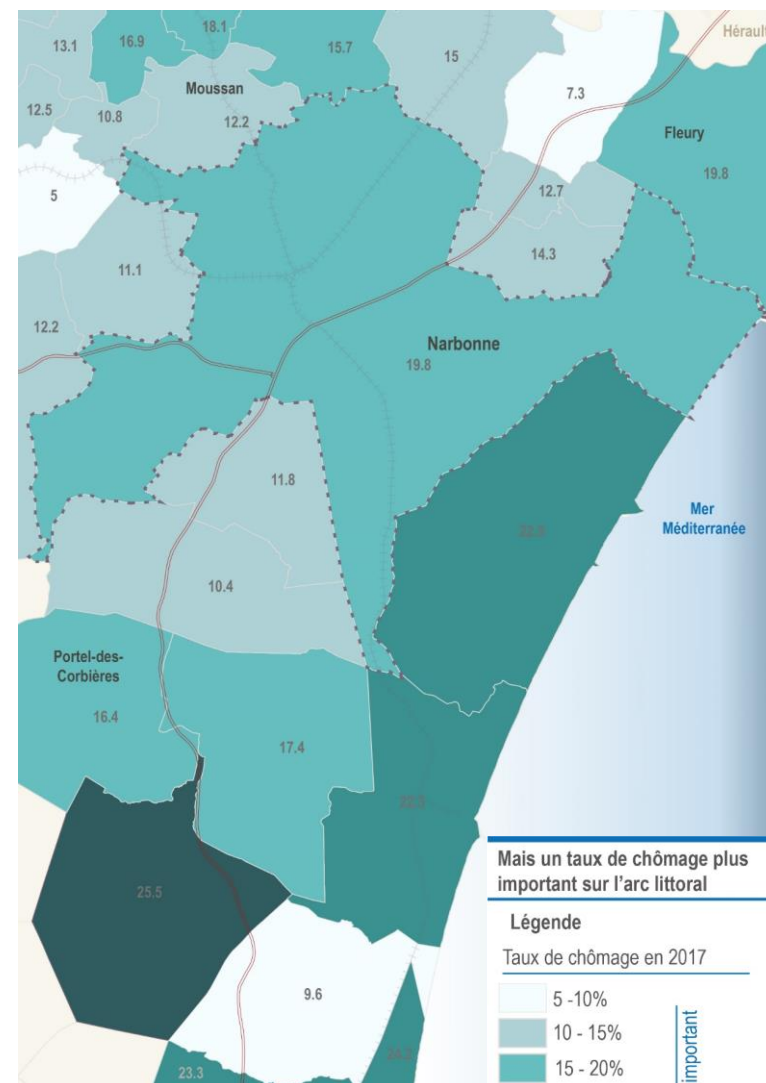 18.1
13.1
16.9
15.7
15
Hérault
Moussan
7.3
12.5
10.8
12.2
Fleury
19.8
12.7
5
14.3
11.1
12.2
Narbonne
19.8
11.8
Mer
Méditerranée
10.4
Portel-des-
Corbières
16.4
17.4
25.5
9.6
23.3
Mais un taux de chômage plus
important sur l'arc littoral
Légende
Taux de chômage en 2017
5 -10%
10 - 15%
15 - 20%
important